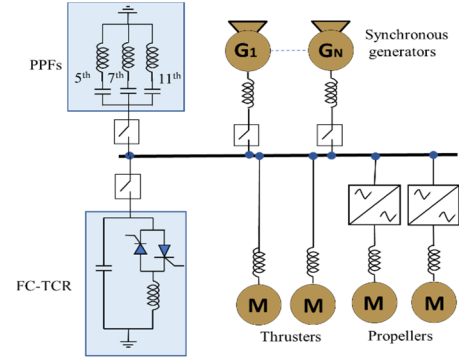 PPFs
5th 7th 11th
G1
GN
Synchronous
generators
FC-TCR
M
M
M
M
Thrusters
Propellers